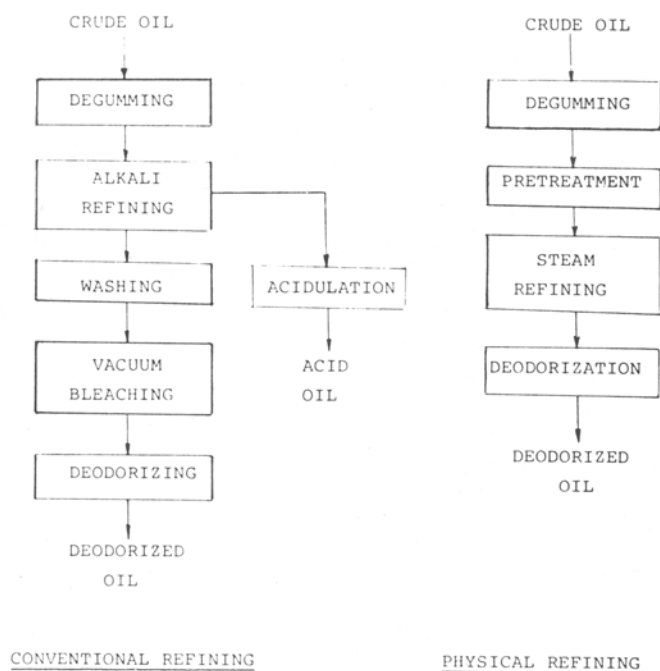 CRUDE OIL
DEGUMMING
ALKALI
REFINING
WASHING
ACIDULATION
VACUUM
BLEACHING
ACID
OIL
DEODORIZING
DEODORIZED
OIL
CONVENTIONAL REFINING
CRUDE OIL
DEGUMMING
PRETREATMENT
STEAM
REFINING
DEODORIZATION
DEODORIZED
OIL
PHYSICAL REFINING